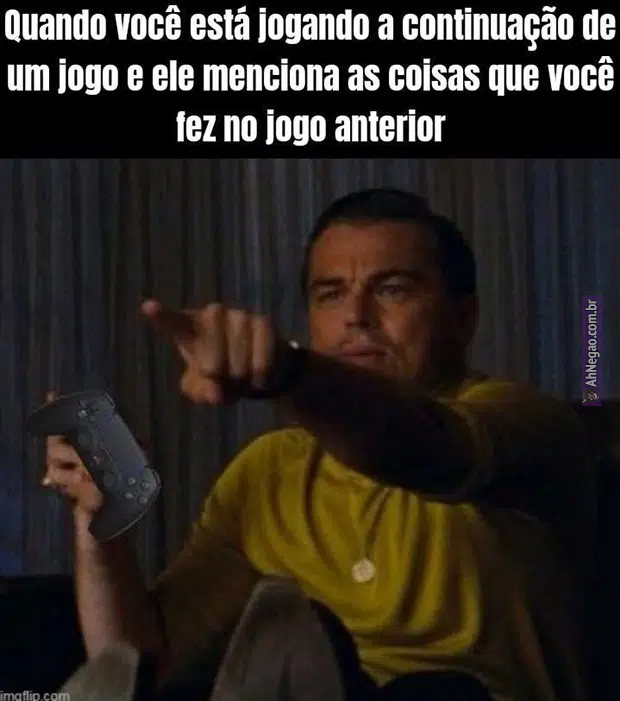 Quando você está jogando a continuação de
um jogo e ele menciona as coisas que você
fez no jogo anterior
AhNegao.com.br
imgflip.com